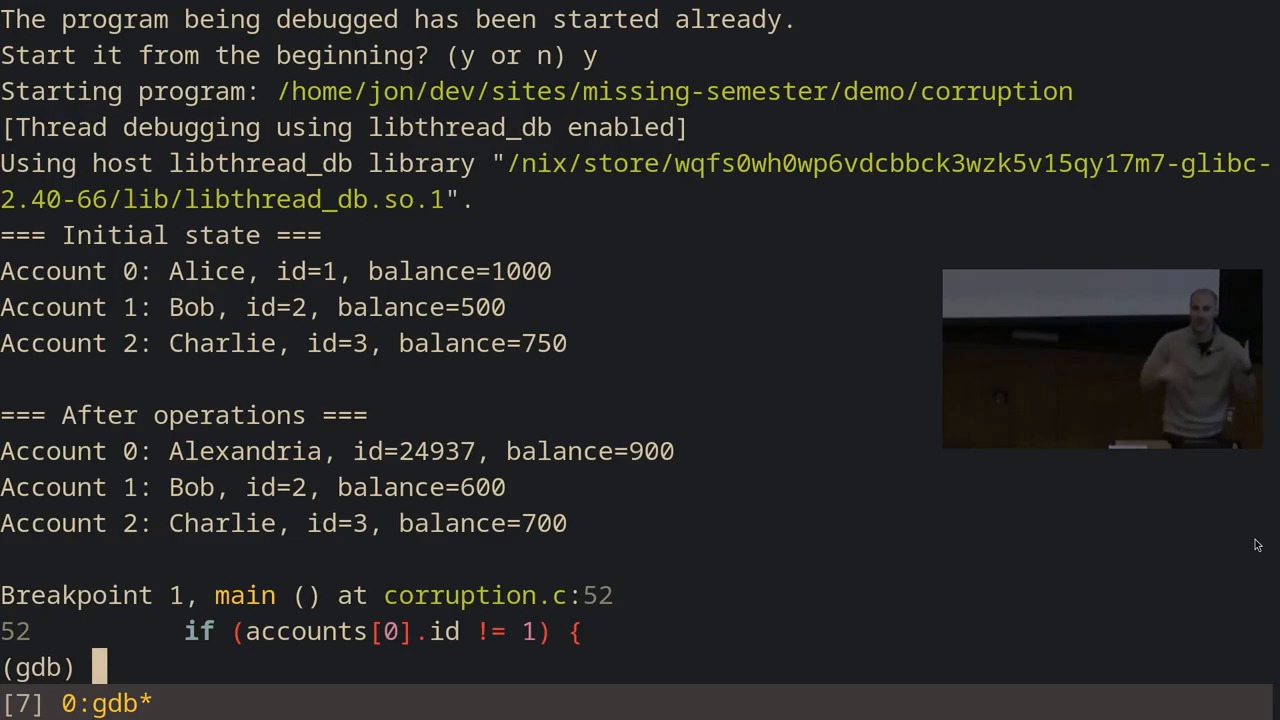 The program being debugged has been started already.
Start it from the beginning? (y or n) y
Starting program: /home/jon/dev/sites/missing-semester/demo/corruption
[Thread debugging using libthread_db enabled]
Using host libthread_db library "/nix/store/wqfs0wh0wp6vdcbbck3wzk5v15qy17m7-glibc-
2.40-66/lib/libthread_db.so.1".
=== Initial state ===
Account 0: Alice, id=1, balance=1000
Account 1: Bob, id=2, balance=500
Account 2: Charlie, id=3, balance=750
=== After operations ===
Account 0: Alexandria, id=24937, balance=900
Account 1: Bob, id=2, balance=600
Account 2: Charlie, id=3, balance=700
Breakpoint 1, main () at corruption.c:52
52          if (accounts[0].id != 1) {
(gdb)
[7] 0:gdb*